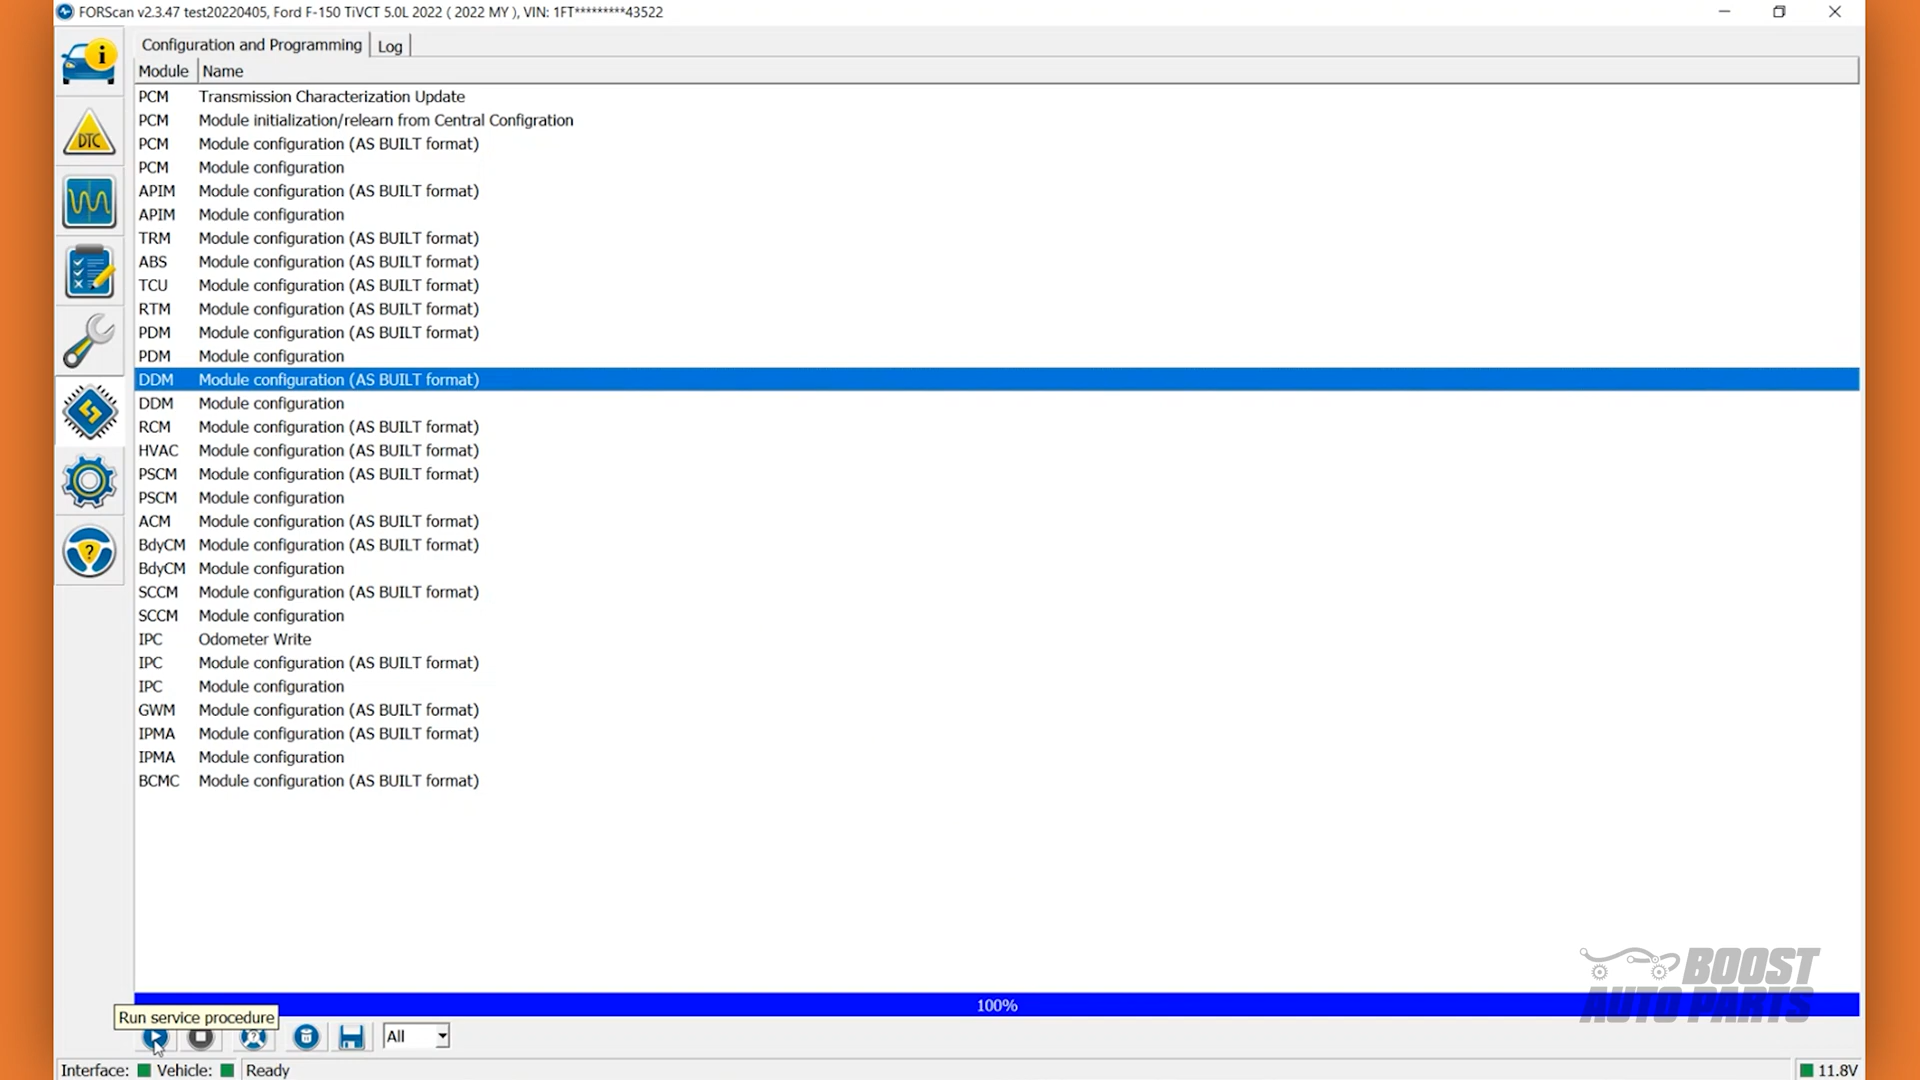 FORScan v2.3.47 test20220405, Ford F-150 TiVCT 5.0L 2022 ( 2022 MY ), VIN: 1FT*********43522
Configuration and Programming Log
Module Name
PCM Transmission Characterization Update
PCM Module initialization/relearn from Central Configration
PCM Module configuration (AS BUILT format)
PCM Module configuration
APIM Module configuration (AS BUILT format)
APIM Module configuration
TRM Module configuration (AS BUILT format)
ABS Module configuration (AS BUILT format)
TCU Module configuration (AS BUILT format)
RTM Module configuration (AS BUILT format)
PDM Module configuration (AS BUILT format)
PDM Module configuration
DDM Module configuration (AS BUILT format)
DDM Module configuration
RCM Module configuration (AS BUILT format)
HVAC Module configuration (AS BUILT format)
PSCM Module configuration (AS BUILT format)
PSCM Module configuration
ACM Module configuration (AS BUILT format)
BdyCM Module configuration (AS BUILT format)
BdyCM Module configuration
SCCM Module configuration (AS BUILT format)
SCCM Module configuration
IPC Odometer Write
IPC Module configuration (AS BUILT format)
IPC Module configuration
GWM Module configuration (AS BUILT format)
IPMA Module configuration (AS BUILT format)
IPMA Module configuration
BCMC Module configuration (AS BUILT format)
i
DTC
?
BOOST
AUTO PARTS
100%
Run service procedure
?
All
Interface: Vehicle: Ready 11.8V